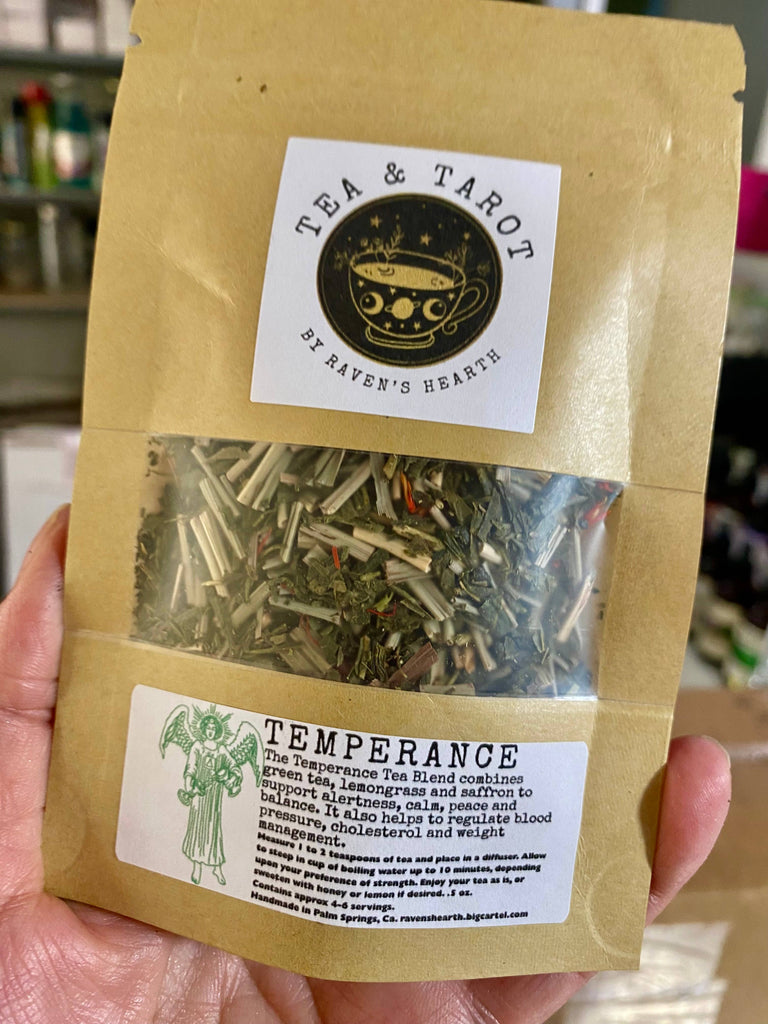 TEA & TAROT
BY RAVEN'S HEARTH
TEMPERANCE
The Temperance Tea Blend combines
green tea, lemongrass and saffron to
support alertness, calm, peace and
balance. It also helps to regulate blood
pressure, cholesterol and weight
management.
Measure 1 to 2 teaspoons of tea and place in a diffuser. Allow
to steep in cup of boiling water up to 10 minutes, depending
upon your preference of strength. Enjoy your tea as is, or
sweeten with honey or lemon if desired. .5 oz.
Contains approx 4-6 servings.
Handmade in Palm Springs, Ca. ravenshearth.bigcartel.com